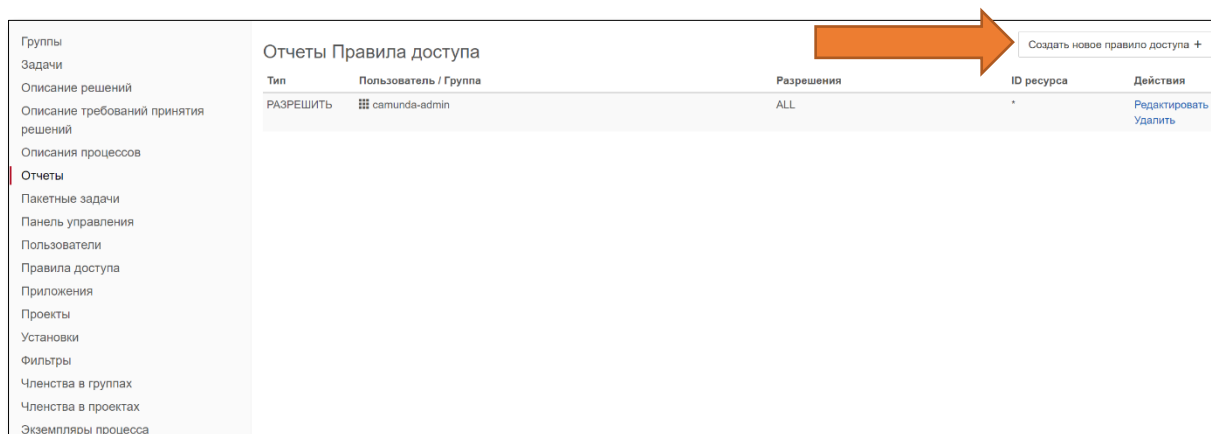 Группы
Задачи
Описание решений
Описание требований принятия
решений
Описания процессов
Отчеты
Пакетные задачи
Панель управления
Пользователи
Правила доступа
Приложения
Проекты
Установки
Фильтры
Членства в группах
Членства в проектах
Экземпляры процесса
Отчеты Правила доступа
Создать новое правило доступа +
Тип Пользователь / Группа Разрешения ID ресурса Действия
РАЗРЕШИТЬ camunda-admin ALL * Редактировать
Удалить